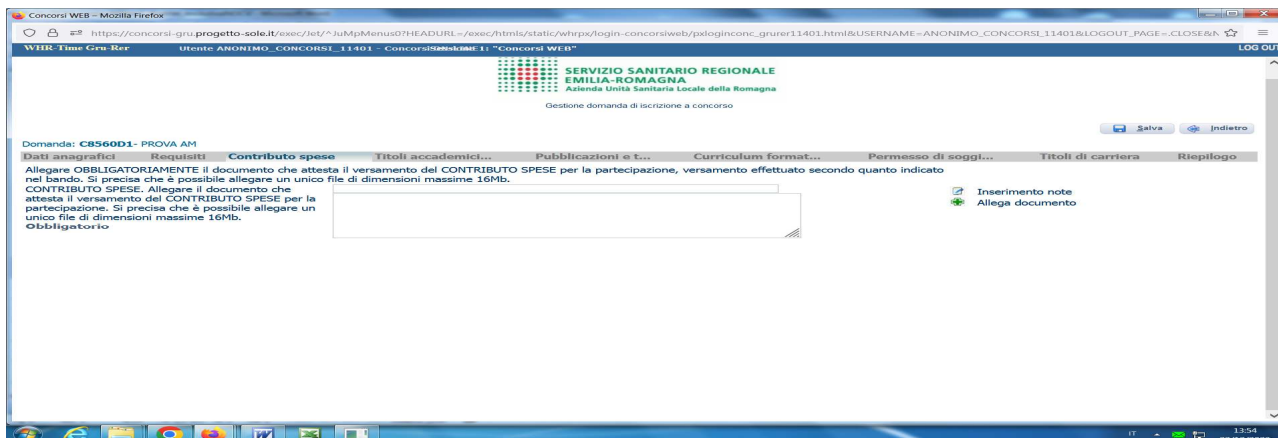 Concorsi WEB – Mozilla Firefox
https://concorsi-gru.progetto-sole.it/exec/let/^JuMpMenus0?HEADURL=/exec/htmls/static/whrpx/login-concorsiweb/pxloginconc_grurer11401.html&USERNAME=ANONIMO_CONCORSI_11401&LOGOUT_PAGE=.CLOSE&N
WHR-Time Gru-Rer Utente ANONIMO_CONCORSI_11401 - Concorsi 1: "Concorsi WEB" LOG OUT
SERVIZIO SANITARIO REGIONALE
EMILIA-ROMAGNA
Azienda Unità Sanitaria Locale della Romagna
Gestione domanda di iscrizione a concorso
Salva Indietro
Domanda: C8560D1- PROVA AM
Dati anagrafici Requisiti Contributo spese Titoli accademici... Pubblicazioni e t... Curriculum format... Permesso di soggi... Titoli di carriera Riepilogo
Allegare OBBLIGATORIAMENTE il documento che attesta il versamento del CONTRIBUTO SPESE per la partecipazione, versamento effettuato secondo quanto indicato
nel bando. Si precisa che è possibile allegare un unico file di dimensioni massime 16Mb.
CONTRIBUTO SPESE. Allegare il documento che
attesta il versamento del CONTRIBUTO SPESE per la
partecipazione. Si precisa che è possibile allegare un
unico file di dimensioni massime 16Mb.
Obbligatorio
Inserimento note
Allega documento
IT 13:54